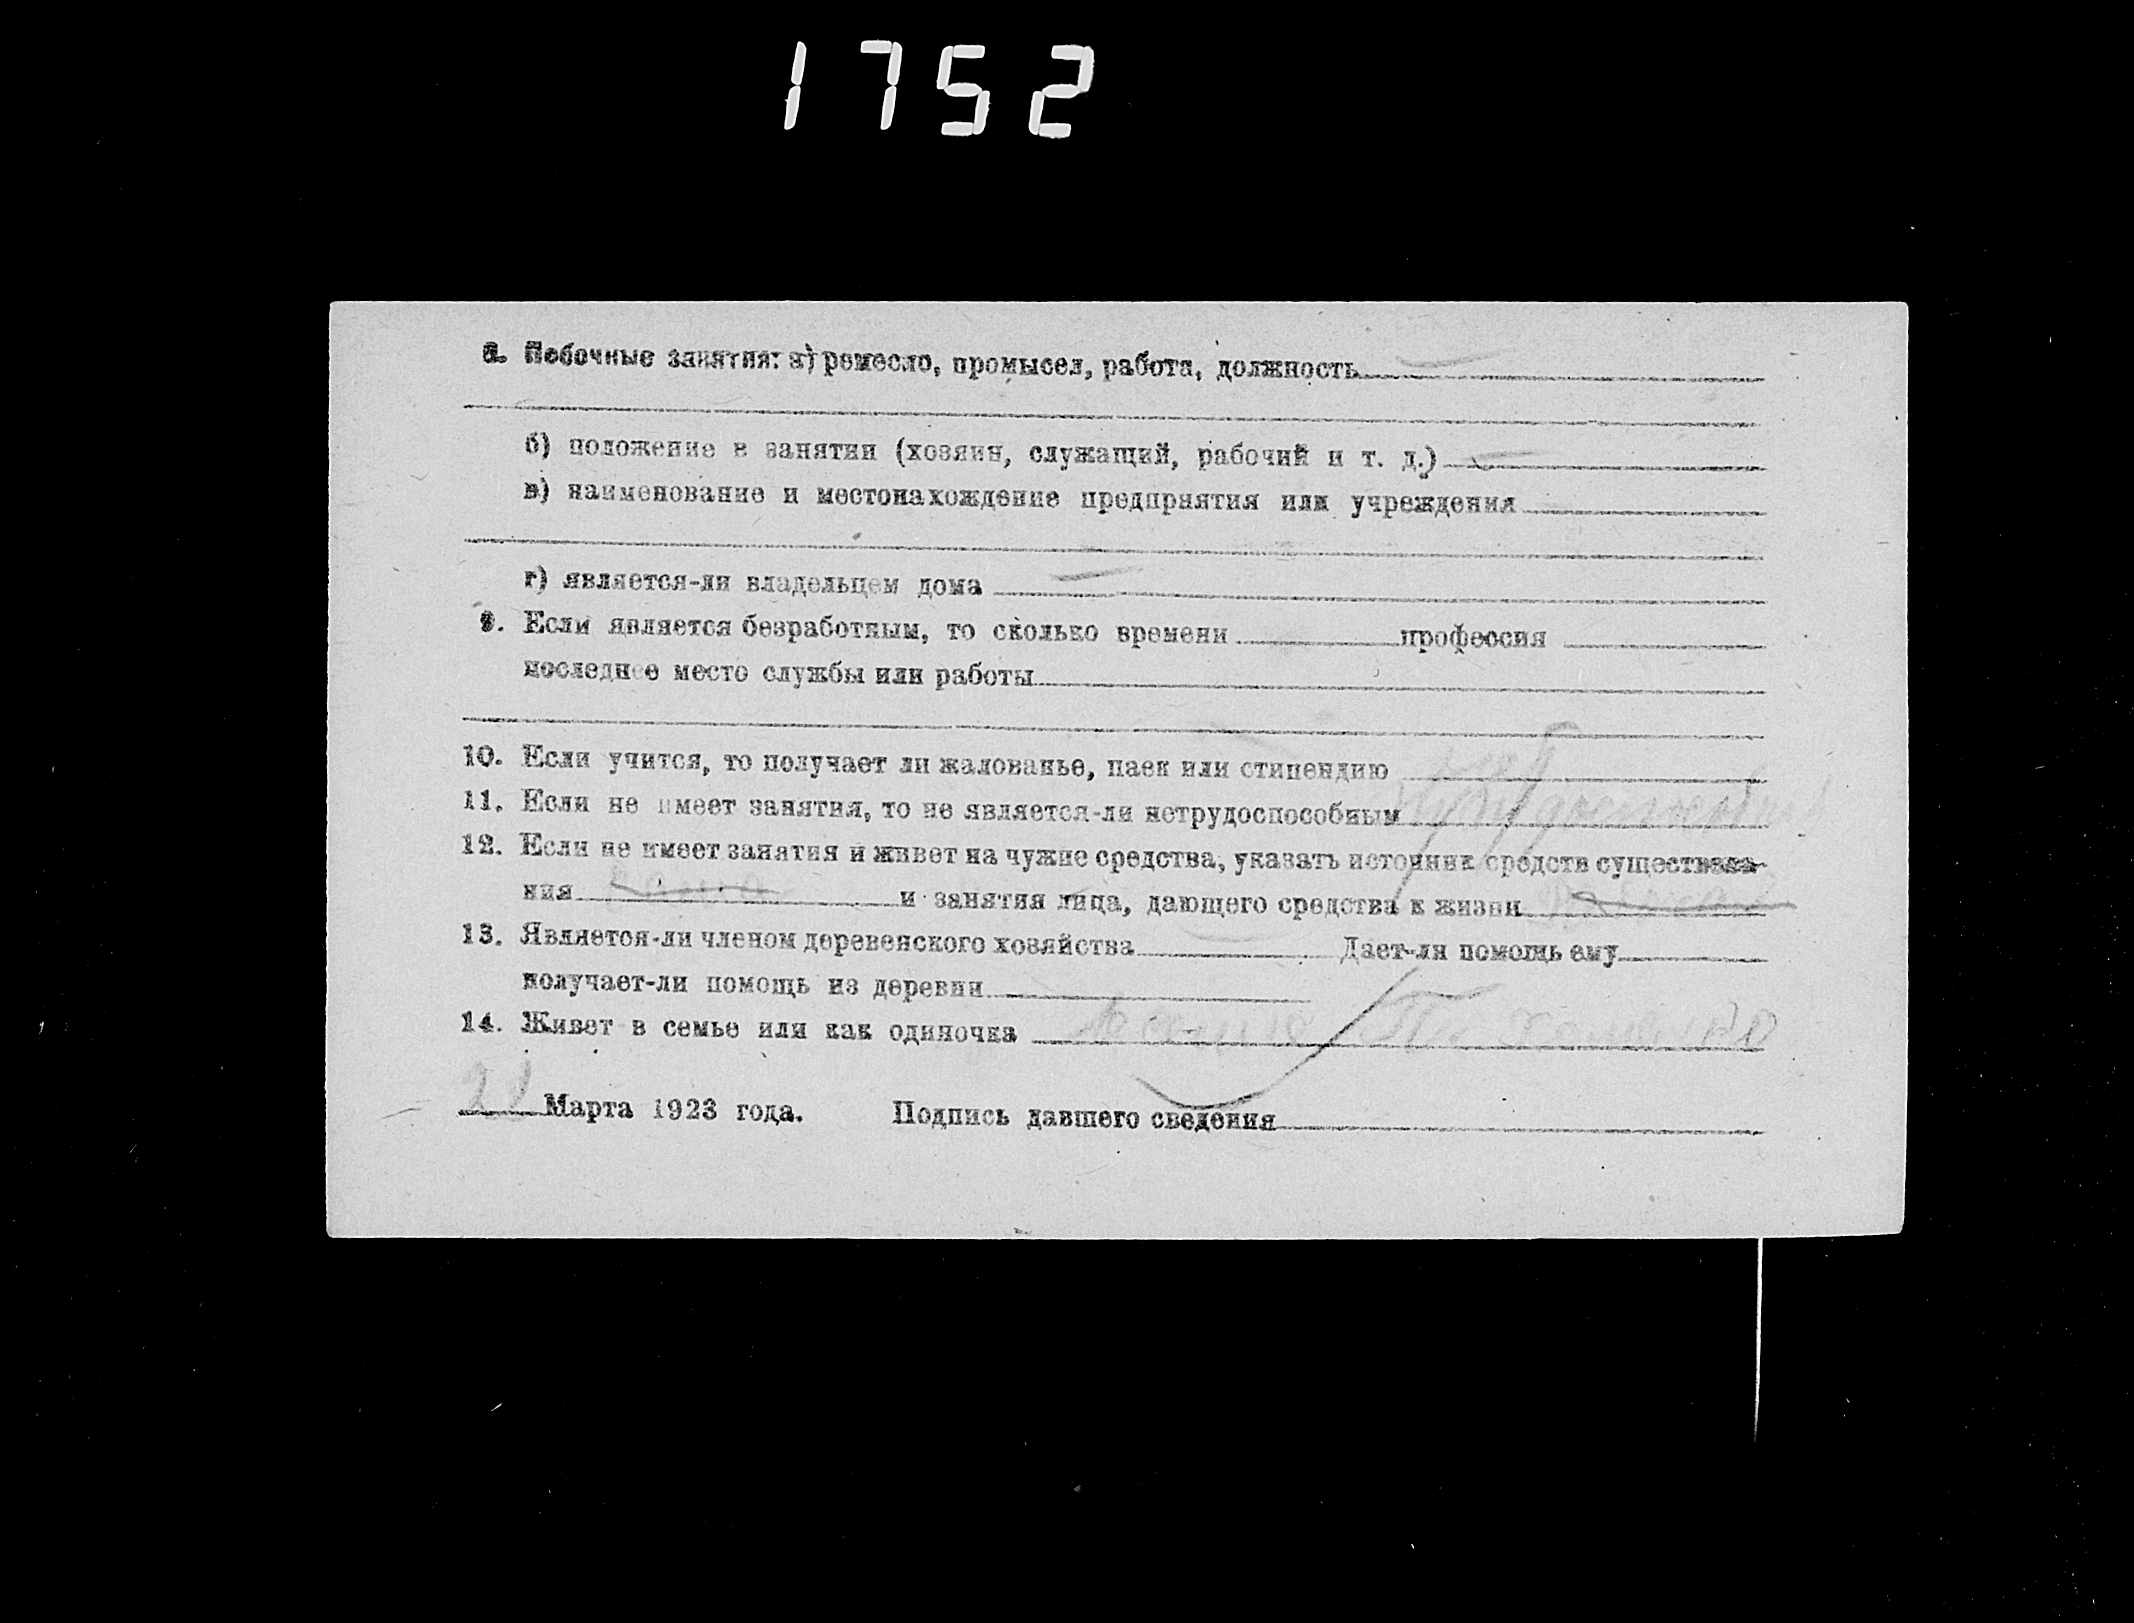 1752
8. Побочные занятия: а) ремесло, промысел, работа, должность
б) положение в занятии (хозяин, служащий, рабочий и т. д.)
в) наименование и местонахождение предприятия или учреждения
г) является-ли владельцем дома
9. Если является безработным, то сколько времени профессия
последнее место службы или работы
10. Если учится, то получает ли жалованье, паек или стипендию
11. Если не имеет занятия, то не является-ли нетрудоспособным
12. Если не имеет занятия и живет на чужие средства, указать источник средств существова-
ния и занятия лица, дающего средства к жизни
13. Является-ли членом деревенского хозяйства Дает-ли помощь ему
получает-ли помощь из деревни
14. Живет в семье или как одиночка
Марта 1923 года. Подпись давшего сведения